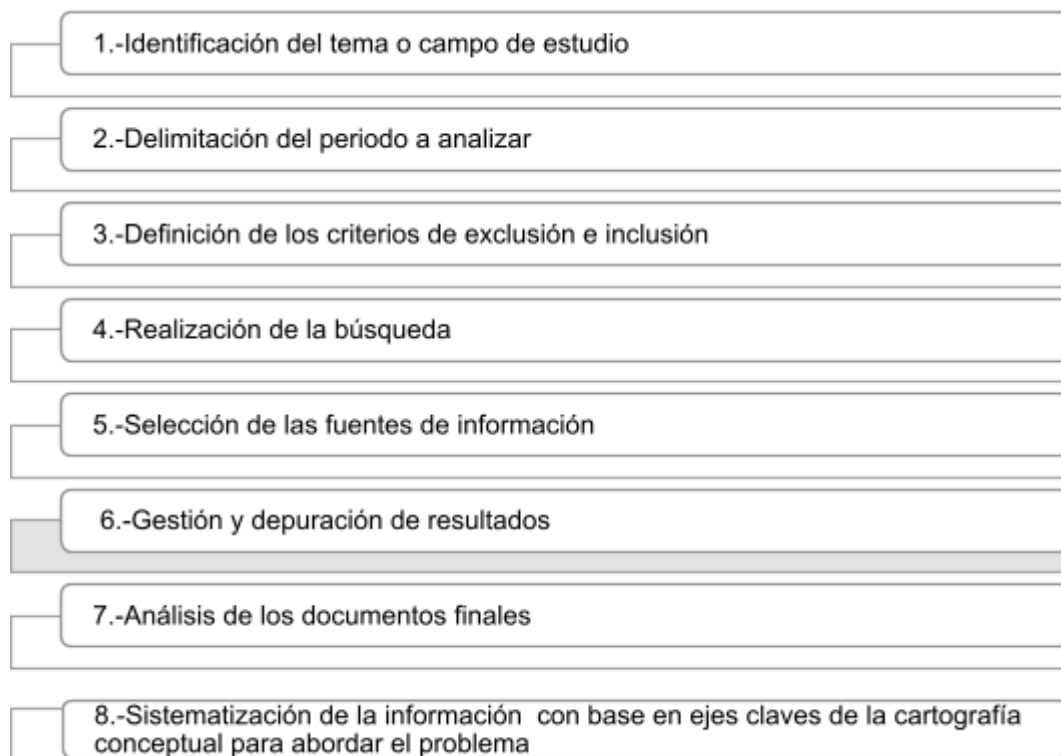 1.-Identificación del tema o campo de estudio
2.-Delimitación del periodo a analizar
3.-Definición de los criterios de exclusión e inclusión
4.-Realización de la búsqueda
5.-Selección de las fuentes de información
6.-Gestión y depuración de resultados
7.-Análisis de los documentos finales
8.-Sistematización de la información con base en ejes claves de la cartografía
conceptual para abordar el problema